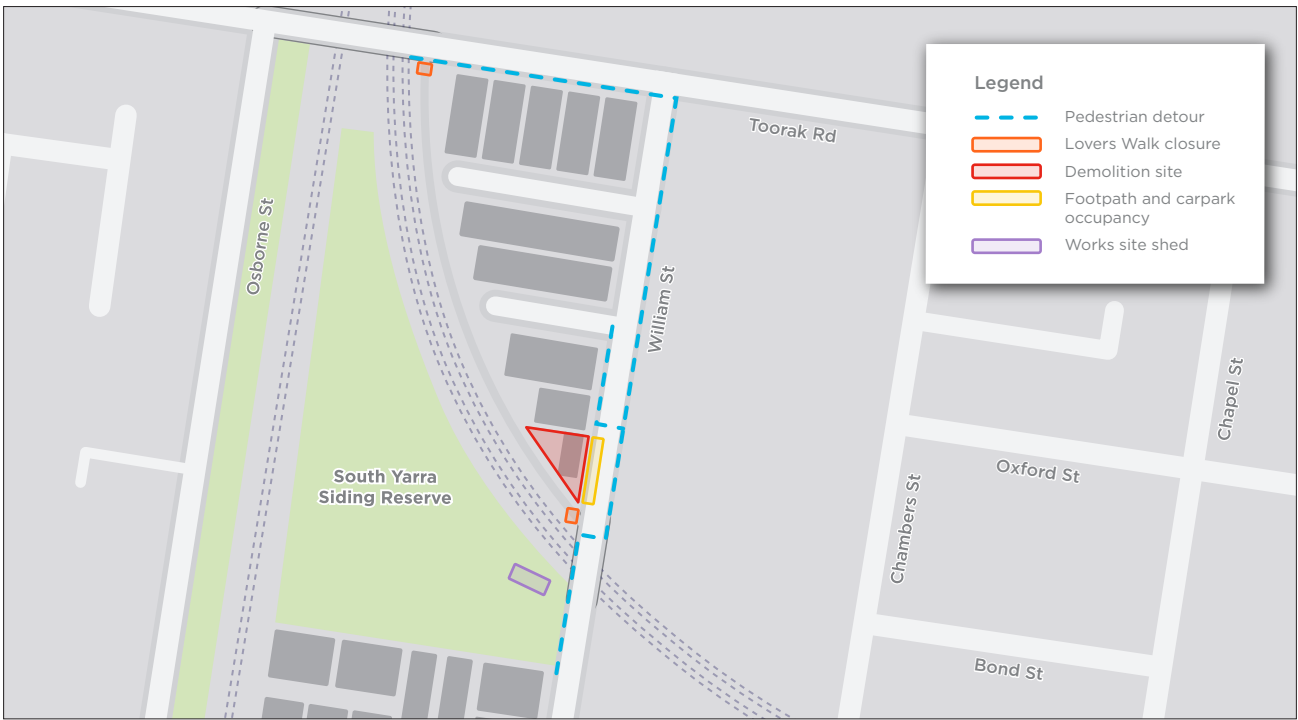 Legend
Pedestrian detour
Lovers Walk closure
Demolition site
Footpath and carpark
occupancy
Works site shed
Toorak Rd
Osborne St
William St
Chapel St
South Yarra
Siding Reserve
Oxford St
Chambers St
Bond St